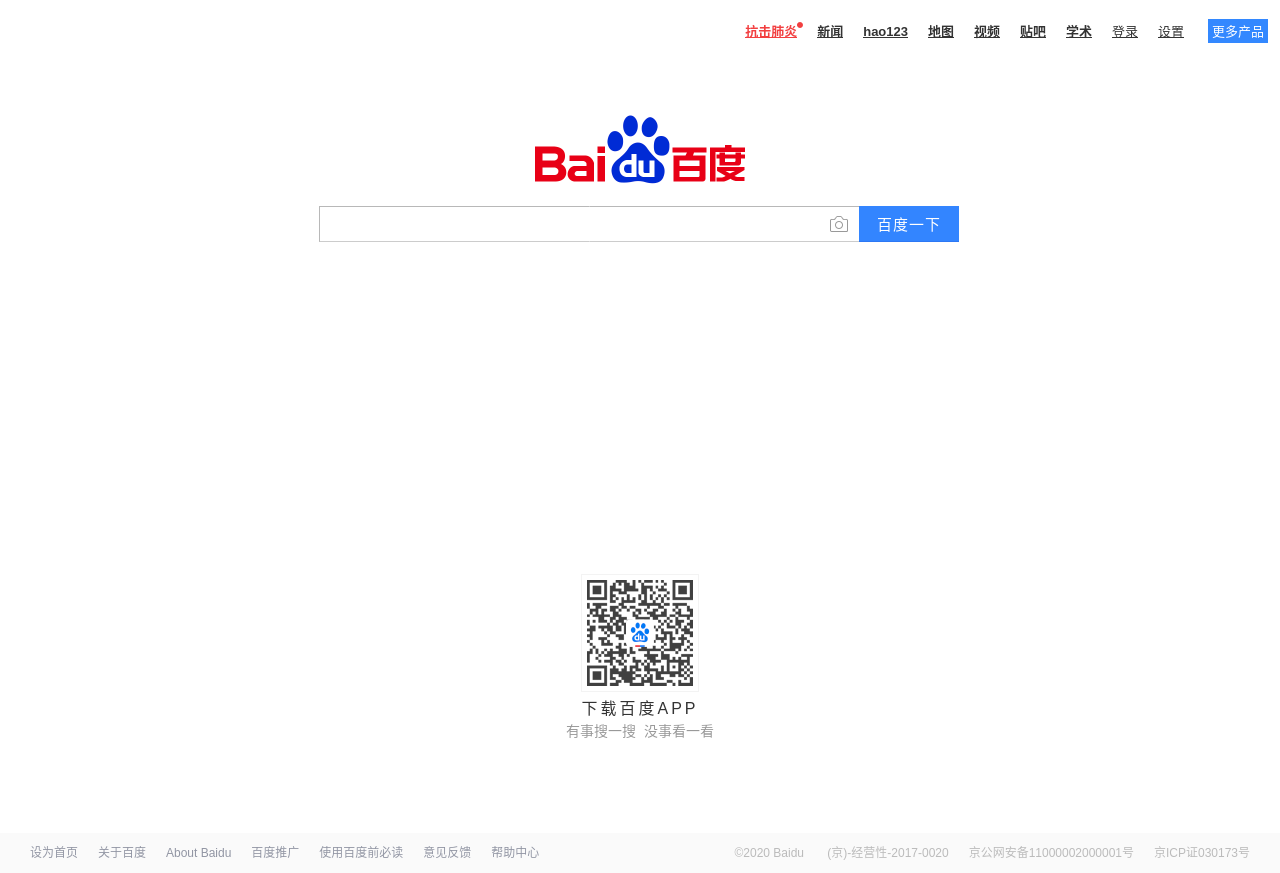 抗击肺炎 新闻 hao123 地图 视频 贴吧 学术 登录 设置 更多产品
Bai du 百度
百度一下
du
下载百度APP
有事搜一搜 没事看一看
设为首页 关于百度 About Baidu 百度推广 使用百度前必读 意见反馈 帮助中心 ©2020 Baidu (京)-经营性-2017-0020 京公网安备11000002000001号 京ICP证030173号